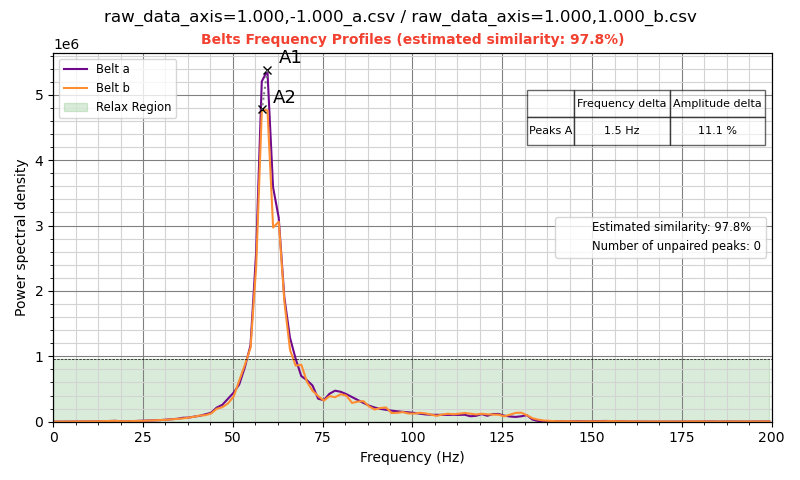 raw_data_axis=1.000,-1.000_a.csv / raw_data_axis=1.000,1.000_b.csv
Belts Frequency Profiles (estimated similarity: 97.8%)
1e6
A1
A2
Belt a
Belt b
Relax Region
Frequency delta Amplitude delta
Peaks A 1.5 Hz 11.1 %
Estimated similarity: 97.8%
Number of unpaired peaks: 0
Power spectral density
5
4
3
2
1
0
0 25 50 75 100 125 150 175 200
Frequency (Hz)